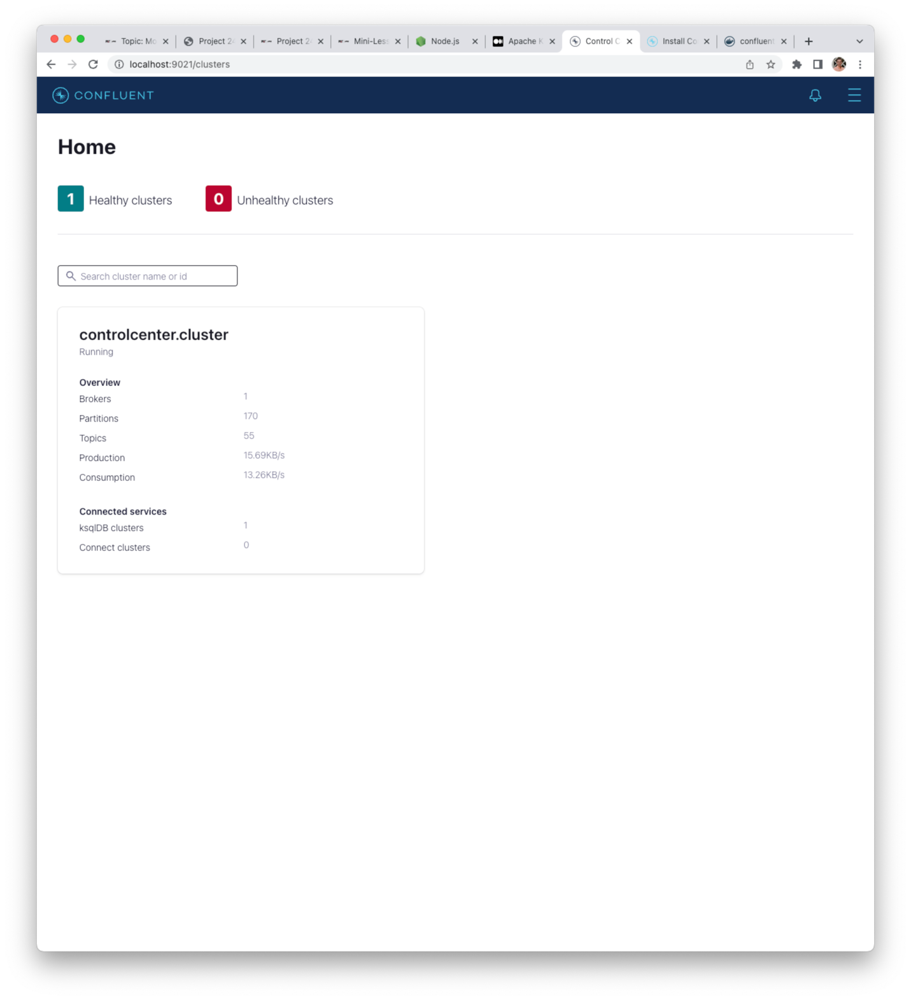 Topic: Mo
Project 2
Project 2
Mini-Les
Node.js
Apache K
Control C
Install Co
confluent
localhost:9021/clusters
CONFLUENT
Home
1 Healthy clusters 0 Unhealthy clusters
Search cluster name or id
controlcenter.cluster
Running
Overview
Brokers 1
Partitions 170
Topics 55
Production 15.69KB/s
Consumption 13.26KB/s
Connected services
ksqlDB clusters 1
Connect clusters 0